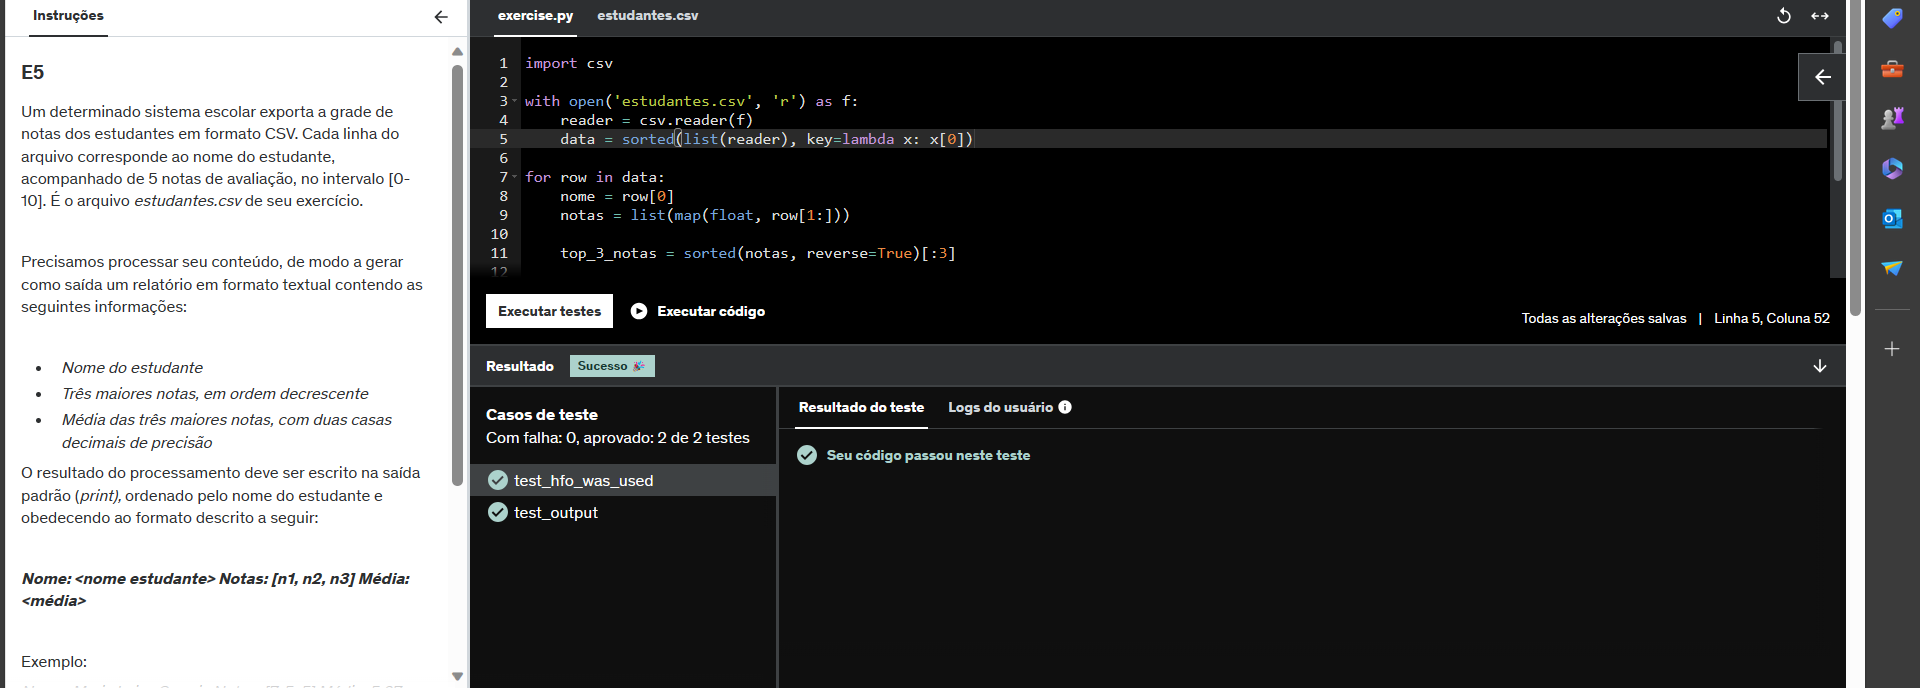 Instruções
E5
Um determinado sistema escolar exporta a grade de
notas dos estudantes em formato CSV. Cada linha do
arquivo corresponde ao nome do estudante,
acompanhado de 5 notas de avaliação, no intervalo [0-
10]. É o arquivo estudantes.csv de seu exercício.
Precisamos processar seu conteúdo, de modo a gerar
como saída um relatório em formato textual contendo as
seguintes informações:
• Nome do estudante
• Três maiores notas, em ordem decrescente
• Média das três maiores notas, com duas casas
decimais de precisão
O resultado do processamento deve ser escrito na saída
padrão (print), ordenado pelo nome do estudante e
obedecendo ao formato descrito a seguir:
Nome: <nome estudante> Notas: [n1, n2, n3] Média:
<média>
Exemplo:
exercise.py estudantes.csv
1 import csv
2
3 with open('estudantes.csv', 'r') as f:
4     reader = csv.reader(f)
5     data = sorted(list(reader), key=lambda x: x[0])
6
7 for row in data:
8     nome = row[0]
9     notas = list(map(float, row[1:]))
10
11     top_3_notas = sorted(notas, reverse=True)[:3]
12
Executar testes Executar código
Todas as alterações salvas | Linha 5, Coluna 52
Resultado Sucesso 🎉
Casos de teste
Com falha: 0, aprovado: 2 de 2 testes
test_hfo_was_used
test_output
Resultado do teste Logs do usuário
Seu código passou neste teste